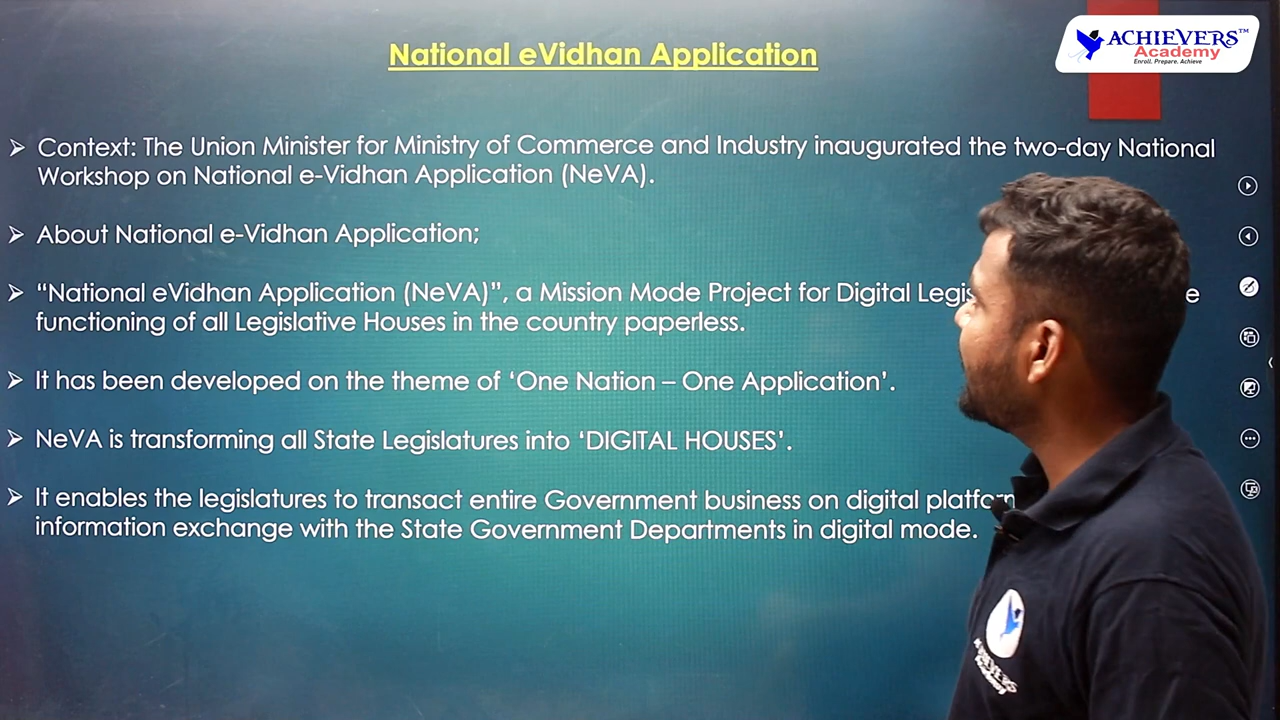 National eVidhan Application
ACHIEVERS™
Academy
Enroll. Prepare. Achieve
Context: The Union Minister for Ministry of Commerce and Industry inaugurated the two-day National
Workshop on National e-Vidhan Application (NeVA).
About National e-Vidhan Application;
“National eVidhan Application (NeVA)”, a Mission Mode Project for Digital
functioning of all Legislative Houses in the country paperless.
It has been developed on the theme of ‘One Nation – One Application’.
NeVA is transforming all State Legislatures into ‘DIGITAL HOUSES’.
It enables the legislatures to transact entire Government business on digital
information exchange with the State Government Departments in digital mode.
ACHIEVERS
Academy